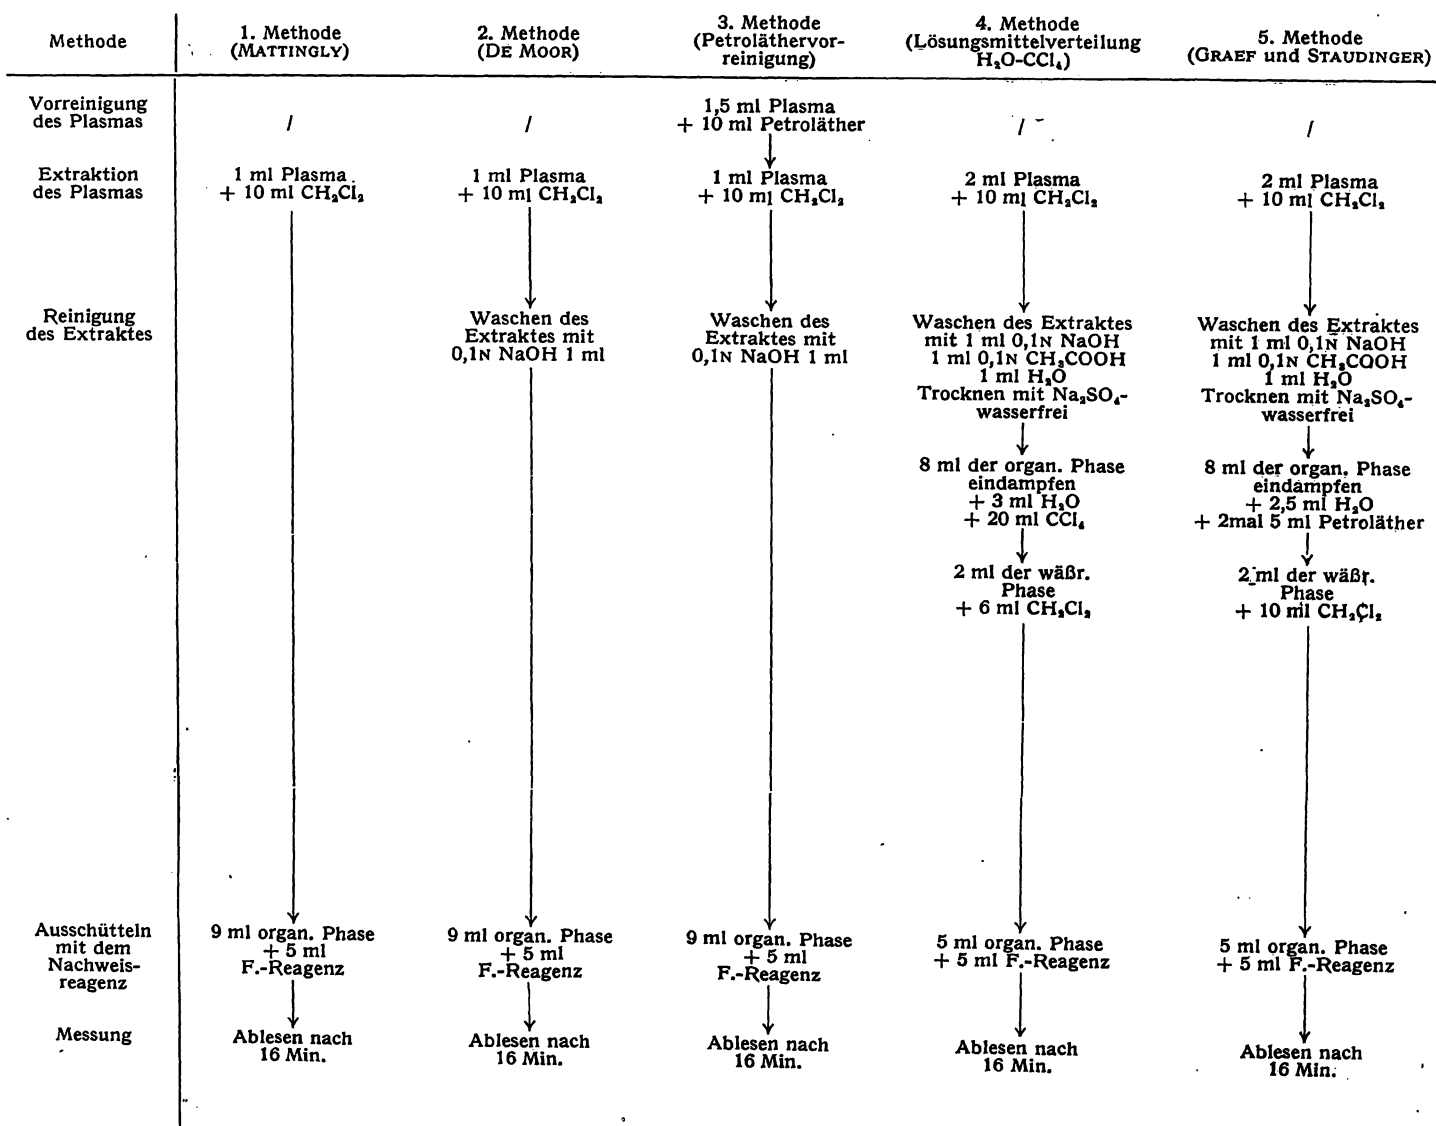 Methode
1. Methode
(MATTINGLY)
2. Methode
(DE MOOR)
3. Methode
(Petroläthervor-
reinigung)
4. Methode
(Lösungsmittelverteilung
H₂O-CCl₄)
5. Methode
(GRAEF und STAUDINGER)
Vorreinigung
des Plasmas
/
/
1,5 ml Plasma
+ 10 ml Petroläther
/
/
Extraktion
des Plasmas
1 ml Plasma
+ 10 ml CH₂Cl₂
1 ml Plasma
+ 10 ml CH₂Cl₂
1 ml Plasma
+ 10 ml CH₂Cl₂
2 ml Plasma
+ 10 ml CH₂Cl₂
2 ml Plasma
+ 10 ml CH₂Cl₂
Reinigung
des Extraktes
Waschen des
Extraktes mit
0,1N NaOH 1 ml
Waschen des
Extraktes mit
0,1N NaOH 1 ml
Waschen des Extraktes
mit 1 ml 0,1N NaOH
1 ml 0,1N CH₃COOH
1 ml H₂O
Trocknen mit Na₂SO₄-
wasserfrei
8 ml der organ. Phase
eindampfen
+ 3 ml H₂O
+ 20 ml CCl₄
2 ml der wäßr.
Phase
+ 6 ml CH₂Cl₂
Waschen des Extraktes
mit 1 ml 0,1N NaOH
1 ml 0,1N CH₃COOH
1 ml H₂O
Trocknen mit Na₂SO₄-
wasserfrei
8 ml der organ. Phase
eindampfen
+ 2,5 ml H₂O
+ 2mal 5 ml Petroläther
2 ml der wäßr.
Phase
+ 10 ml CH₂Cl₂
Ausschütteln
mit dem
Nachweis-
reagenz
9 ml organ. Phase
+ 5 ml
F.-Reagenz
9 ml organ. Phase
+ 5 ml
F.-Reagenz
9 ml organ. Phase
+ 5 ml
F.-Reagenz
5 ml organ. Phase
+ 5 ml F.-Reagenz
5 ml organ. Phase
+ 5 ml F.-Reagenz
Messung
Ablesen nach
16 Min.
Ablesen nach
16 Min.
Ablesen nach
16 Min.
Ablesen nach
16 Min.
Ablesen nach
16 Min.